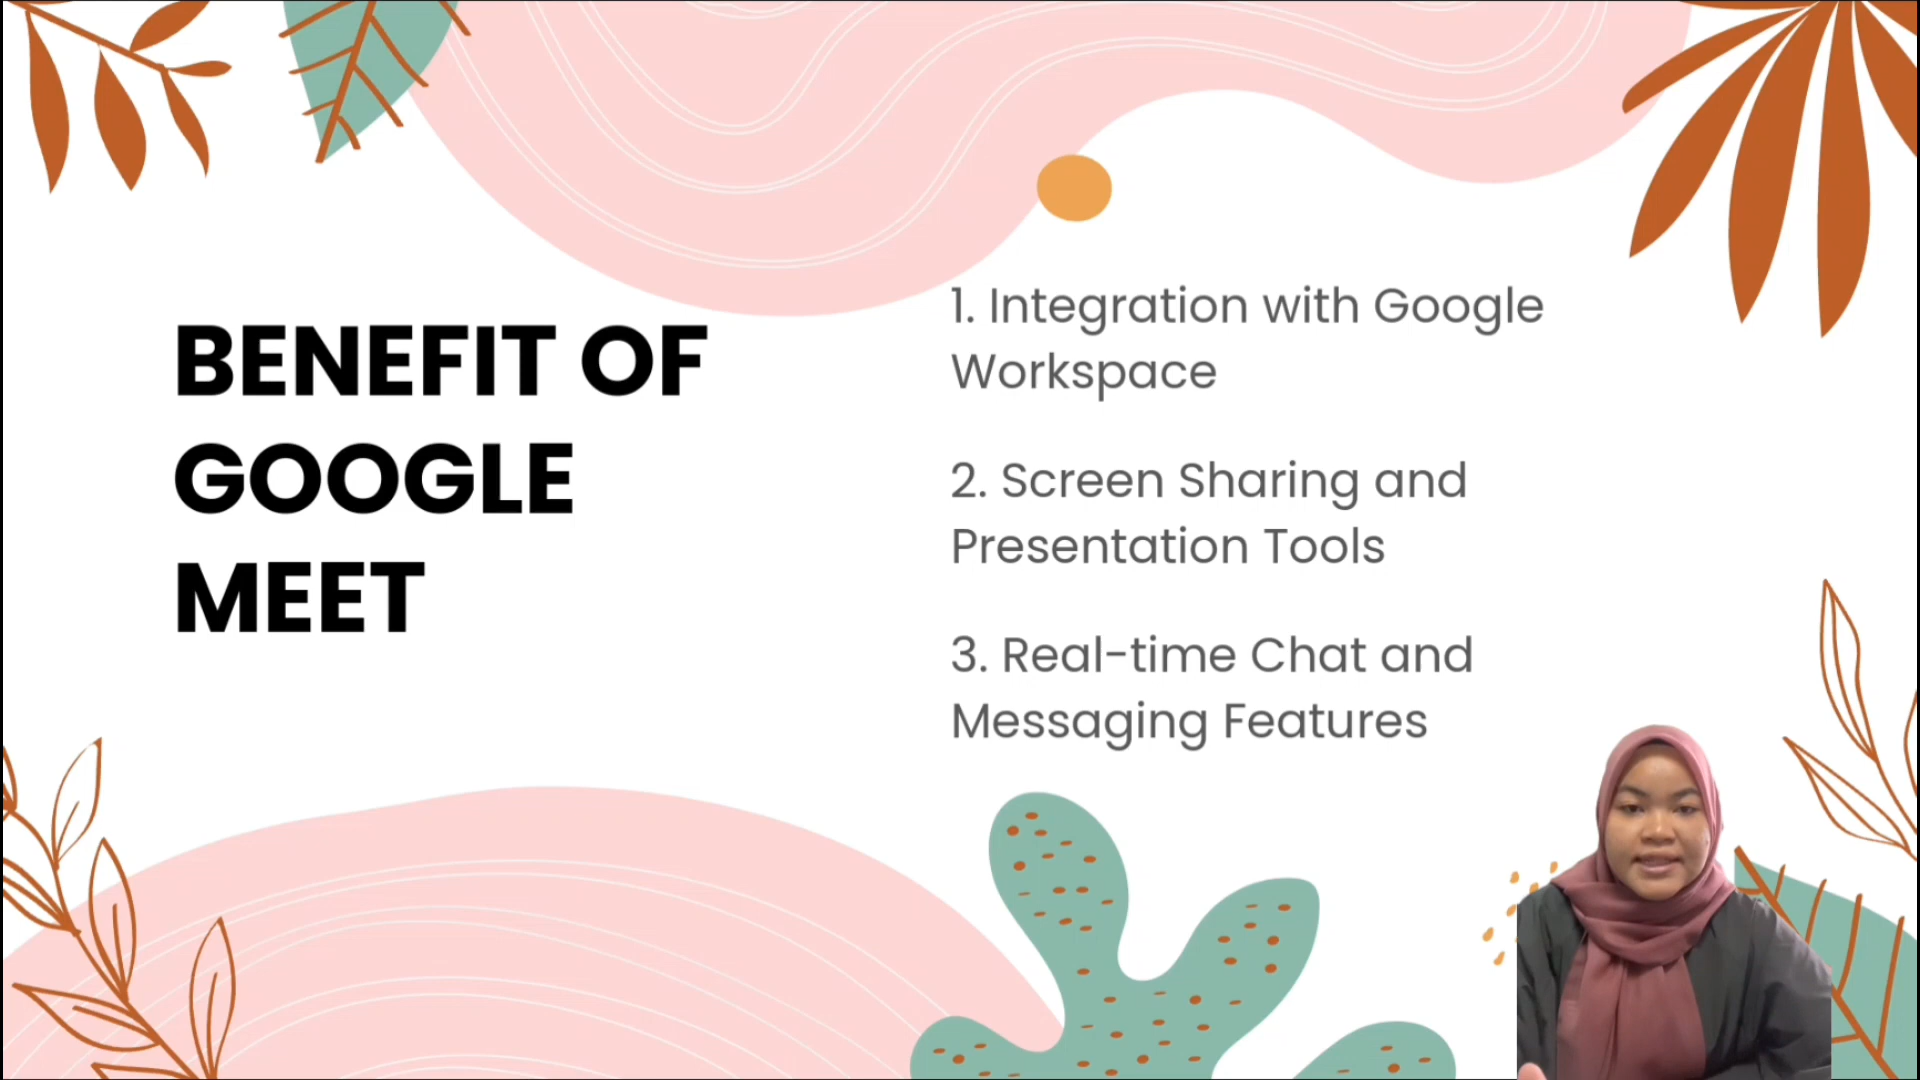 BENEFIT OF
GOOGLE
MEET
1. Integration with Google
Workspace
2. Screen Sharing and
Presentation Tools
3. Real-time Chat and
Messaging Features